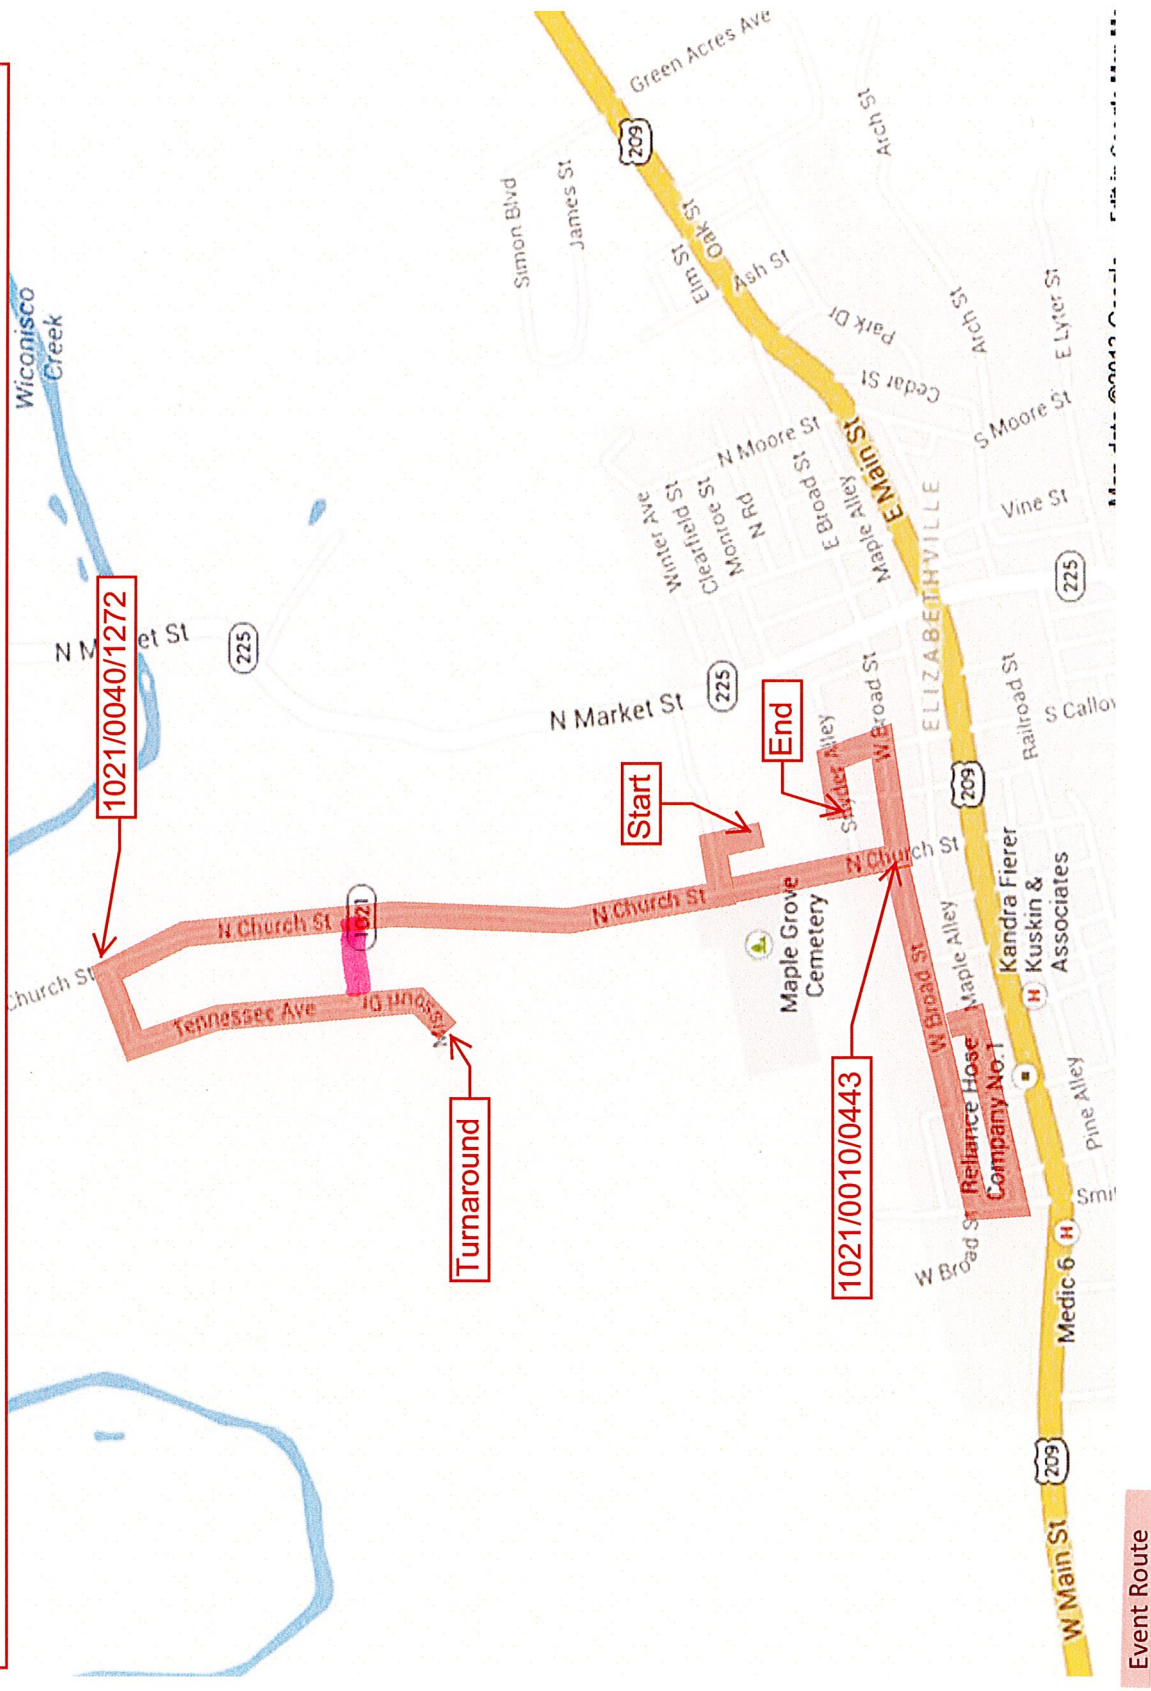 Wiconisco
Creek
1021/0040/1272
N M
et St
225
Church St
N Church St
1021
Tennessee Ave
Missouri Dr
Turnaround
Simon Blvd
James St
Green Acres Ave
209
Elm St
Oak St
Ash St
Park Dr
Cedar St
Arch St
Arch St
E Lyter St
S Moore St
N Moore St
Winter Ave
Clearfield St
Monroe St
N Rd
E Broad St
Maple Alley
E Main St
Vine St
ELIZABETHVILLE
225
N Market St
225
Start
End
N Church St
Snyder Alley
W Broad St
N Church St
Railroad St
S Callow
209
Maple Grove
Cemetery
Kandra Fierer
Kuskin &
Associates
H
Maple Alley
W Broad St
1021/0010/0443
Reliance Hose
Company No. 1
Pine Alley
Smit
W Broad St
H
Medic 6
209
W Main St
Event Route